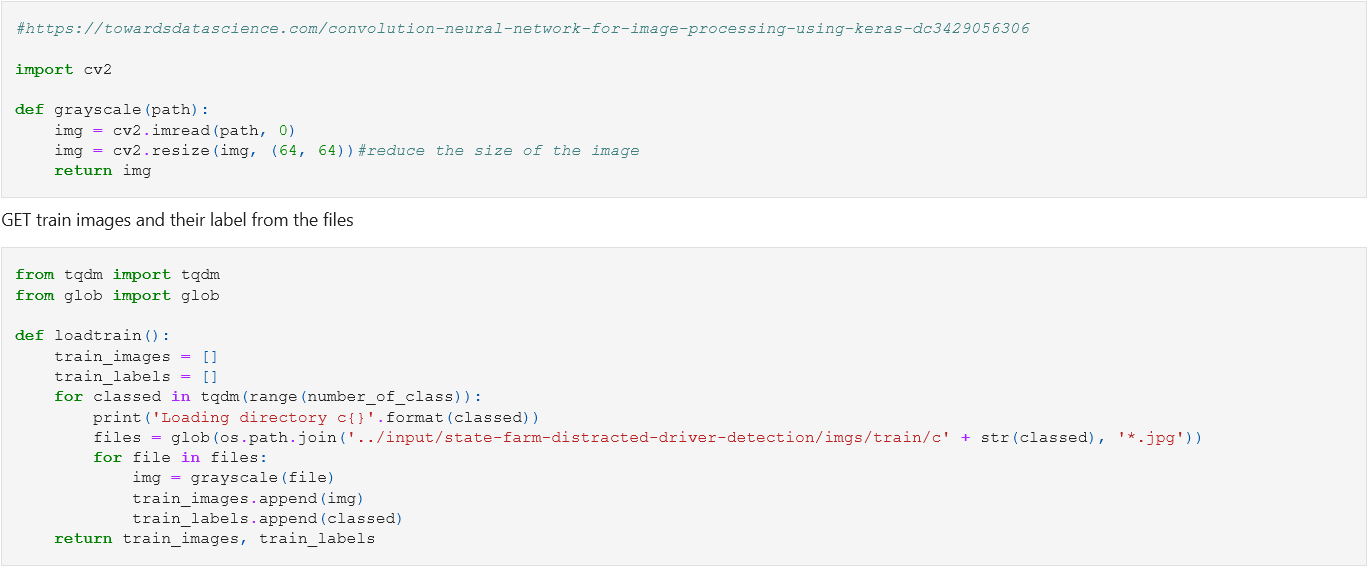 #https://towardsdatascience.com/convolution-neural-network-for-image-processing-using-keras-dc3429056306
import cv2
def grayscale(path):
    img = cv2.imread(path, 0)
    img = cv2.resize(img, (64, 64))#reduce the size of the image
    return img
GET train images and their label from the files
from tqdm import tqdm
from glob import glob
def loadtrain():
    train_images = []
    train_labels = []
    for classed in tqdm(range(number_of_class)):
        print('Loading directory c{}'.format(classed))
        files = glob(os.path.join('../input/state-farm-distracted-driver-detection/imgs/train/c' + str(classed), '*.jpg'))
        for file in files:
            img = grayscale(file)
            train_images.append(img)
            train_labels.append(classed)
    return train_images, train_labels